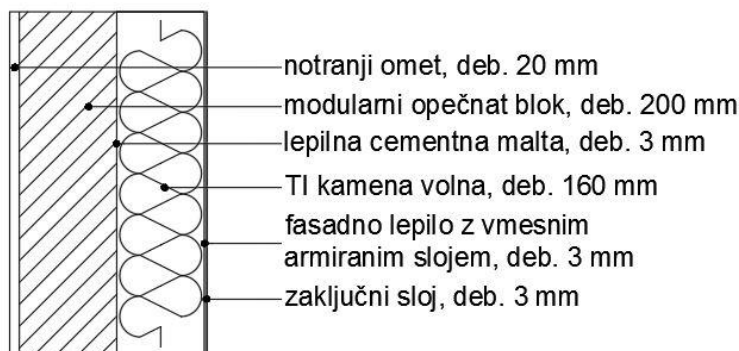 notranji omet, deb. 20 mm
modularni opečnat blok, deb. 200 mm
lepilna cementna malta, deb. 3 mm
TI kamena volna, deb. 160 mm
fasadno lepilo z vmesnim
armiranim slojem, deb. 3 mm
zaključni sloj, deb. 3 mm